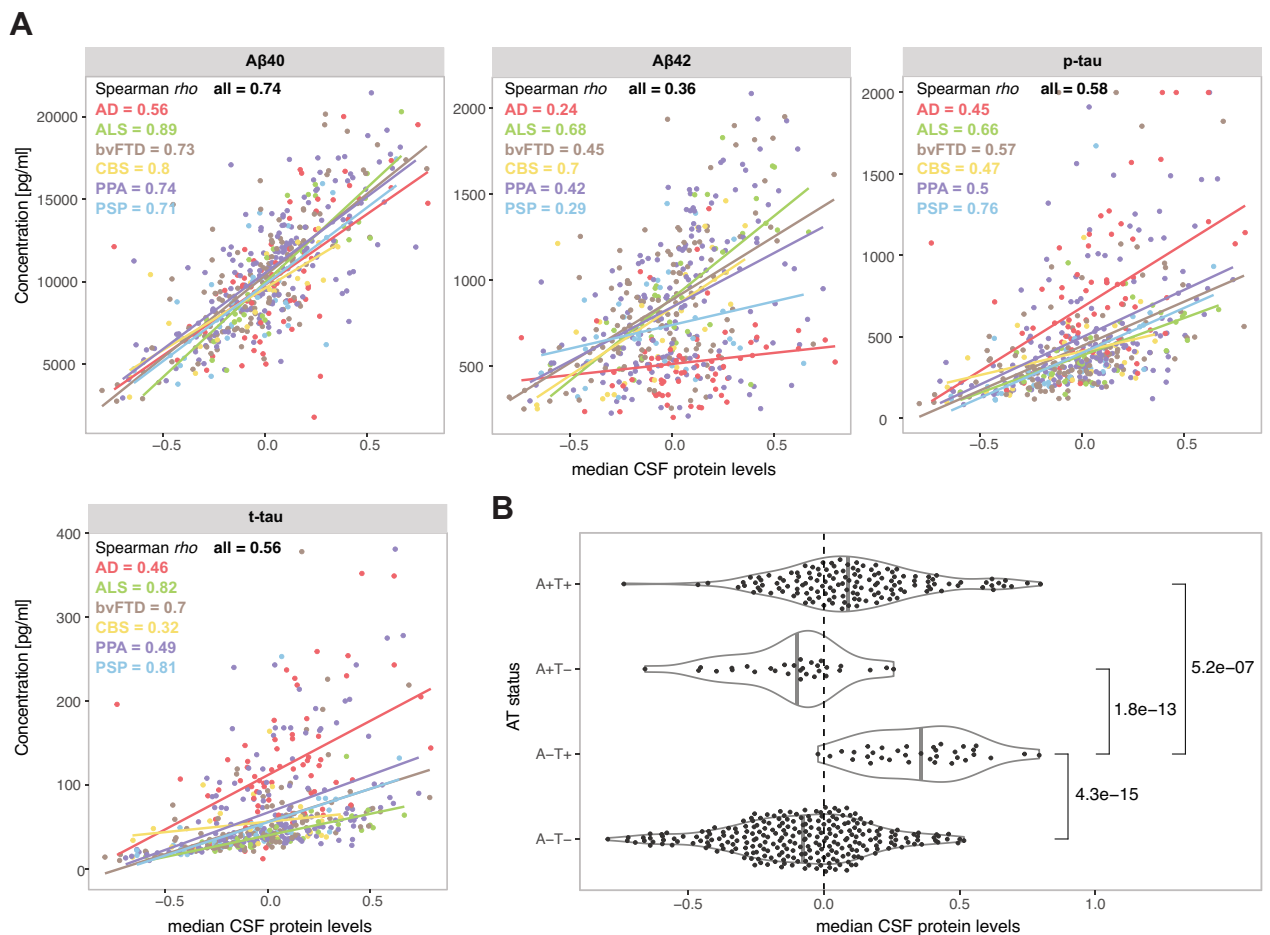 A
Aβ40
Aβ42
p-tau
Spearman rho all = 0.74
AD = 0.56
ALS = 0.89
bvFTD = 0.73
CBS = 0.8
PPA = 0.74
PSP = 0.71
Spearman rho all = 0.36
AD = 0.24
ALS = 0.68
bvFTD = 0.45
CBS = 0.7
PPA = 0.42
PSP = 0.29
Spearman rho all = 0.58
AD = 0.45
ALS = 0.66
bvFTD = 0.57
CBS = 0.47
PPA = 0.5
PSP = 0.76
Concentration [pg/ml]
20000
15000
10000
5000
2000
1500
1000
500
2000
1500
1000
500
0
−0.5 0.0 0.5
−0.5 0.0 0.5
−0.5 0.0 0.5
median CSF protein levels
t-tau
Spearman rho all = 0.56
AD = 0.46
ALS = 0.82
bvFTD = 0.7
CBS = 0.32
PPA = 0.49
PSP = 0.81
Concentration [pg/ml]
400
300
200
100
0
−0.5 0.0 0.5
median CSF protein levels
B
AT status
A+T+
A+T−
A−T+
A−T−
5.2e−07
1.8e−13
4.3e−15
−0.5 0.0 0.5 1.0
median CSF protein levels